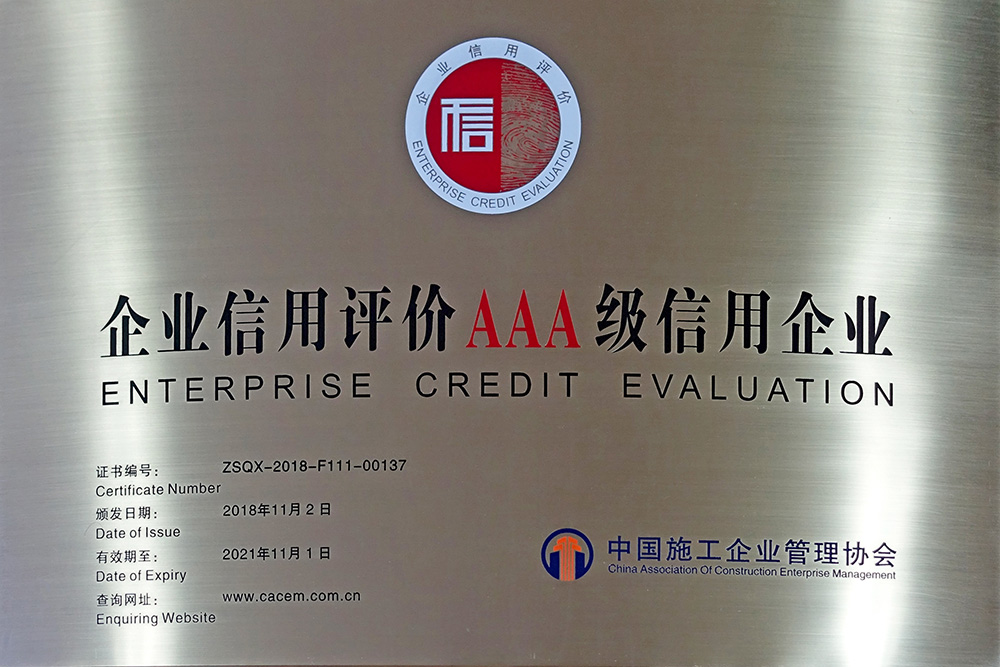 企业信用评价
信
ENTERPRISE CREDIT EVALUATION
企业信用评价AAA级信用企业
ENTERPRISE CREDIT EVALUATION
证书编号： ZSQX-2018-F111-00137
Certificate Number
颁发日期： 2018年11月2日
Date of Issue
有效期至： 2021年11月1日
Date of Expiry
查询网址： www.cacem.com.cn
Enquiring Website
中国施工企业管理协会
China Association Of Construction Enterprise Management